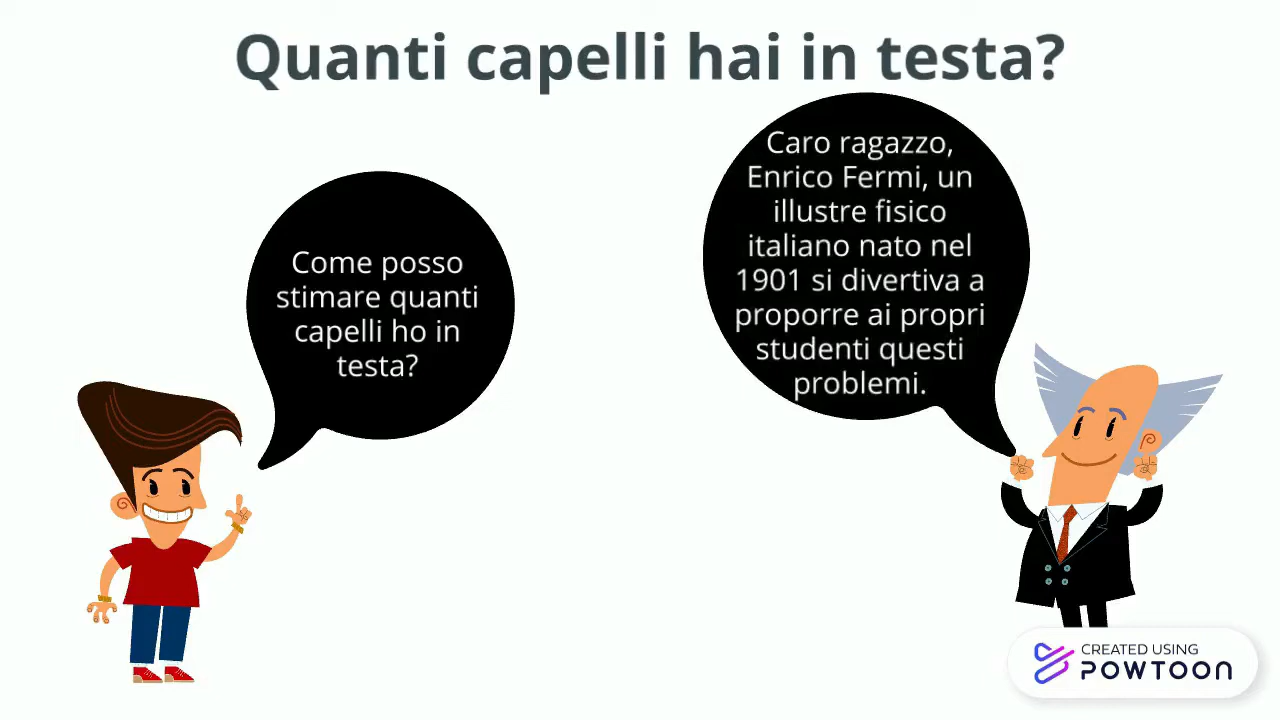 Quanti capelli hai in testa?
Come posso
stimare quanti
capelli ho in
testa?
Caro ragazzo,
Enrico Fermi, un
illustre fisico
italiano nato nel
1901 si divertiva a
proporre ai propri
studenti questi
problemi.
CREATED USING
POWTOON